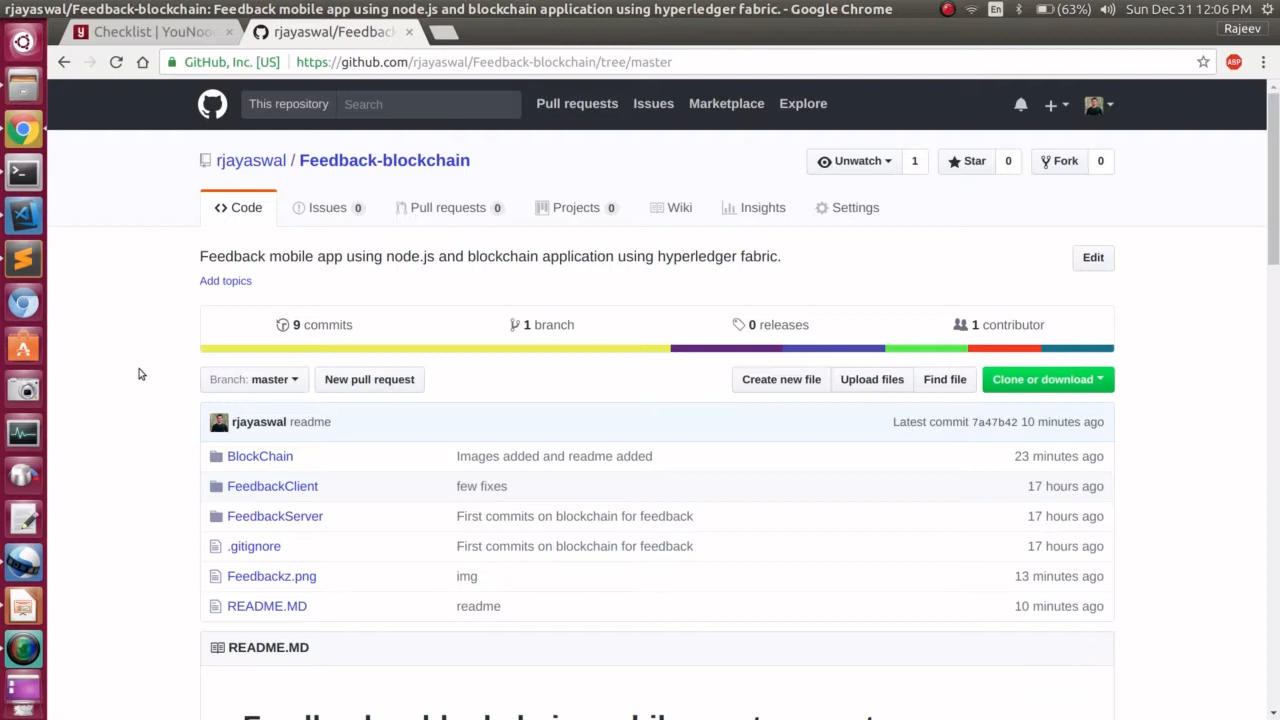 rjayaswal/Feedback-blockchain: Feedback mobile app using node.js and blockchain application using hyperledger fabric. - Google Chrome En (63%) Sun Dec 31 12:06 PM
Checklist | YouNoo × rjayaswal/Feedbac × Rajeev
GitHub, Inc. [US] https://github.com/rjayaswal/Feedback-blockchain/tree/master ABP
This repository Search Pull requests Issues Marketplace Explore
rjayaswal / Feedback-blockchain Unwatch 1 Star 0 Fork 0
<> Code Issues 0 Pull requests 0 Projects 0 Wiki Insights Settings
Feedback mobile app using node.js and blockchain application using hyperledger fabric. Edit
Add topics
9 commits 1 branch 0 releases 1 contributor
Branch: master New pull request Create new file Upload files Find file Clone or download
rjayaswal readme Latest commit 7a47b42 10 minutes ago
BlockChain Images added and readme added 23 minutes ago
FeedbackClient few fixes 17 hours ago
FeedbackServer First commits on blockchain for feedback 17 hours ago
.gitignore First commits on blockchain for feedback 17 hours ago
Feedbackz.png img 13 minutes ago
README.MD readme 10 minutes ago
README.MD